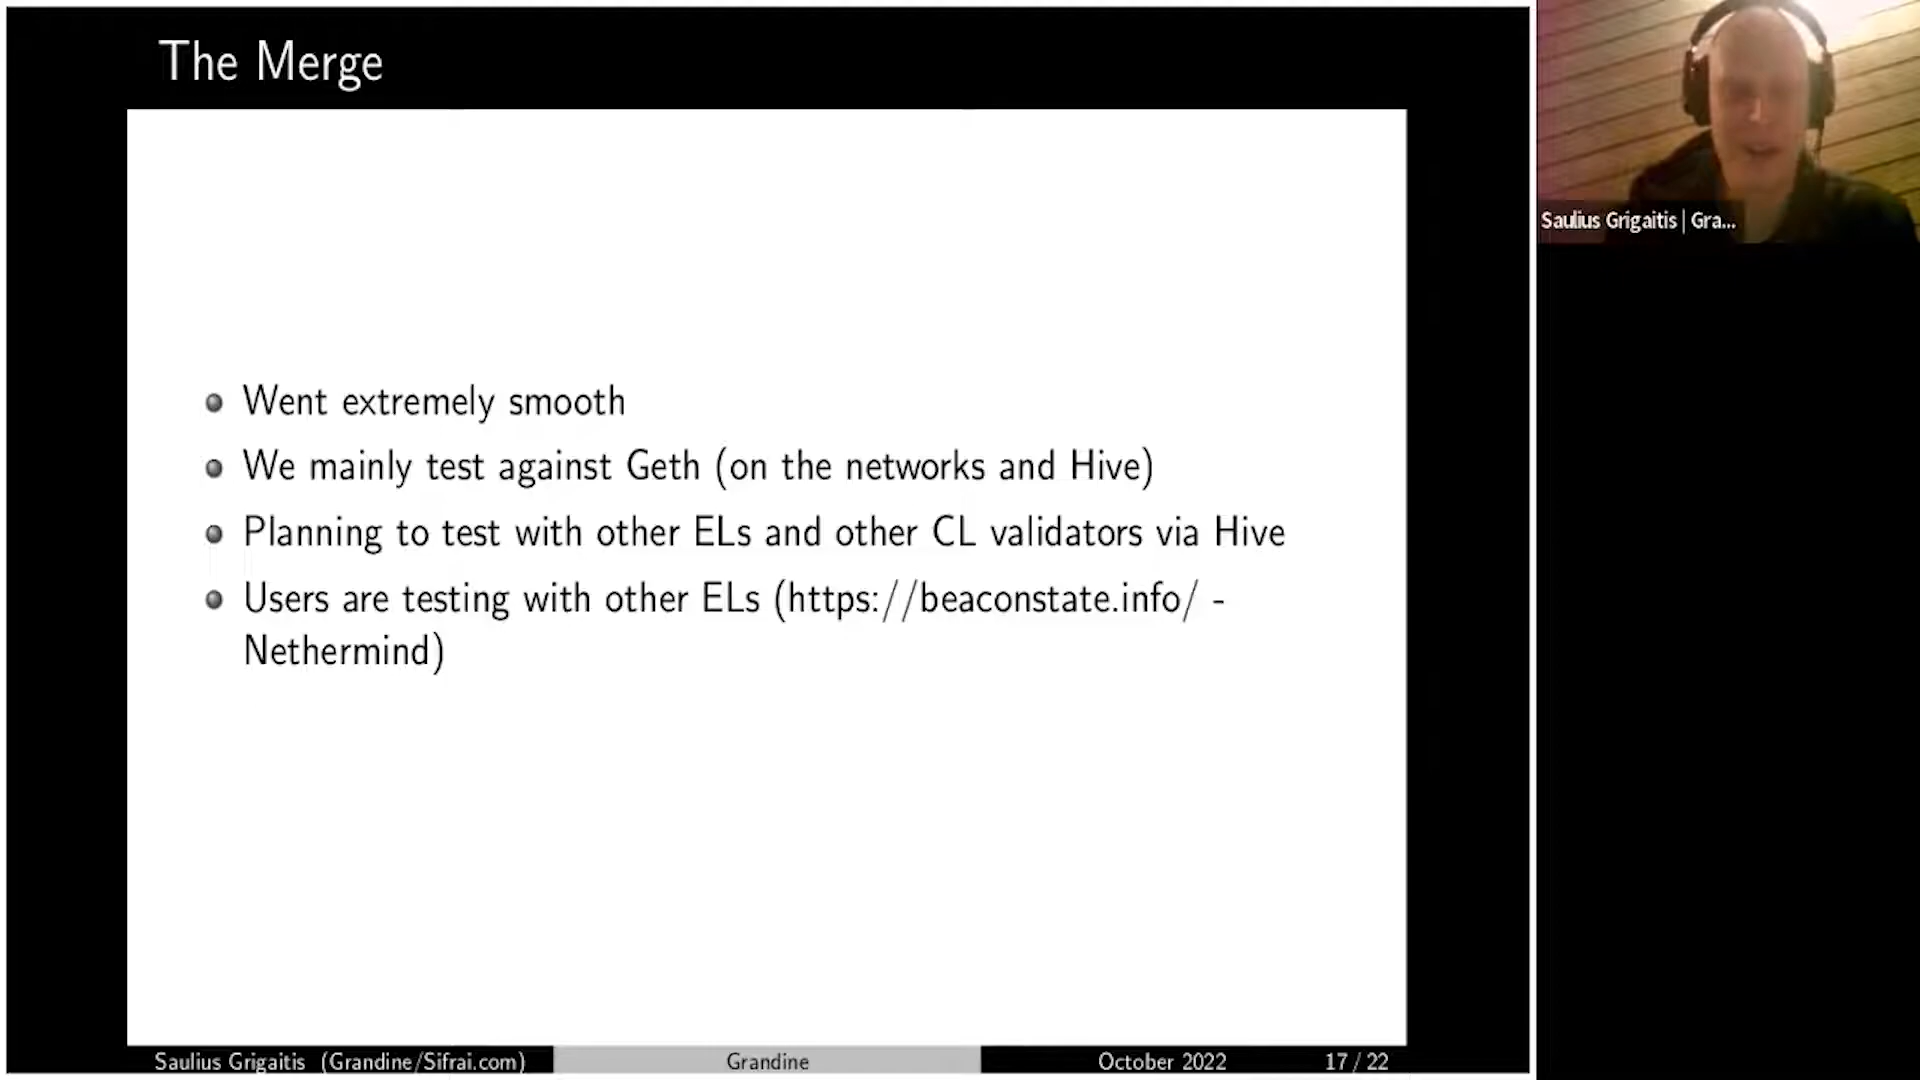 The Merge
Went extremely smooth
We mainly test against Geth (on the networks and Hive)
Planning to test with other ELs and other CL validators via Hive
Users are testing with other ELs (https://beaconstate.info/ -
Nethermind)
Saulius Grigaitis (Grandine/Sifrai.com)
Grandine
October 2022
17 / 22
Saulius Grigaitis | Gra...